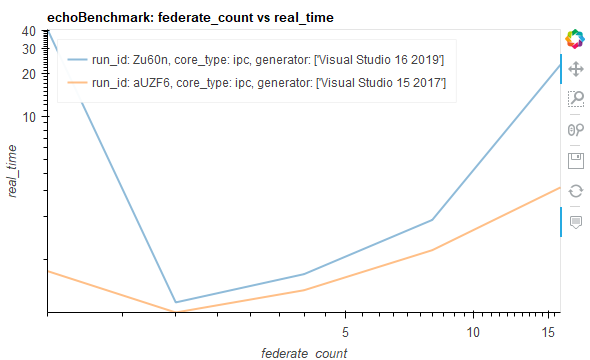 echoBenchmark: federate_count vs real_time
40
30
20
10
real_time
run_id: Zu60n, core_type: ipc, generator: ['Visual Studio 16 2019']
run_id: aUZF6, core_type: ipc, generator: ['Visual Studio 15 2017']
5
10
15
federate_count